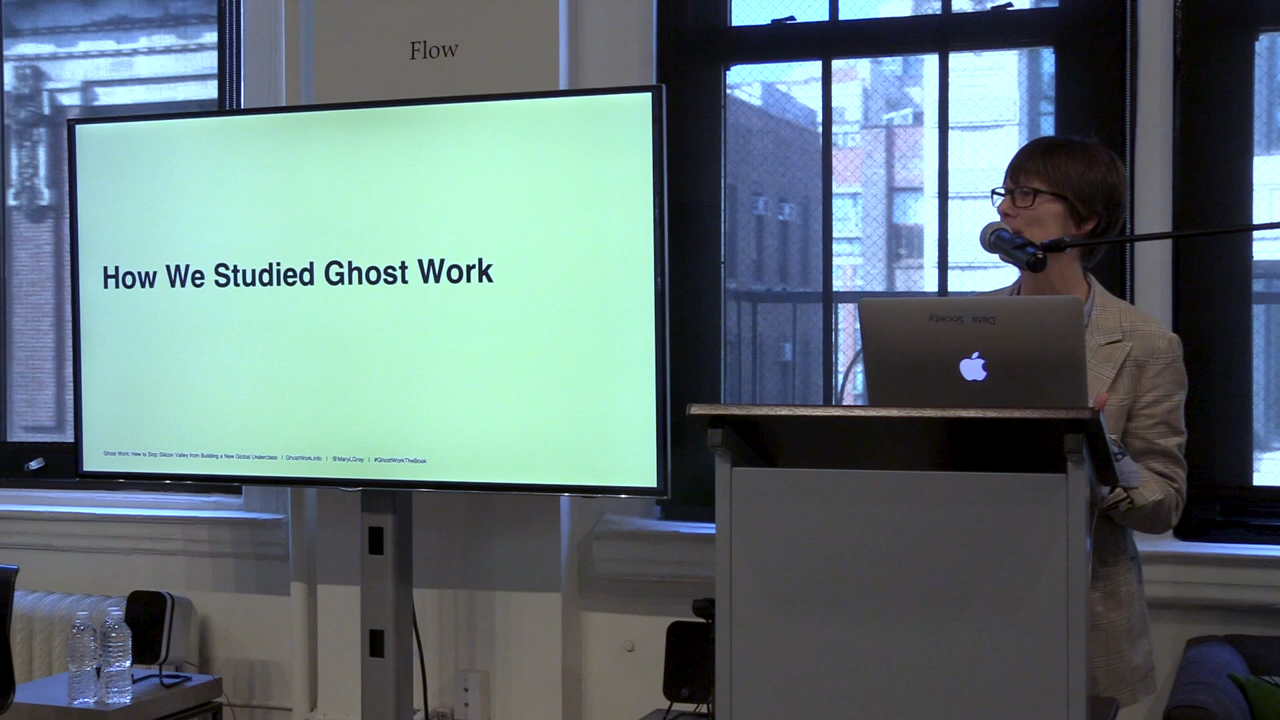 Flow
How We Studied Ghost Work
Ghost Work: How to Stop Silicon Valley from Building a New Global Underclass | GhostWork.info | @MaryLGray | #GhostWorkTheBook
Data Society